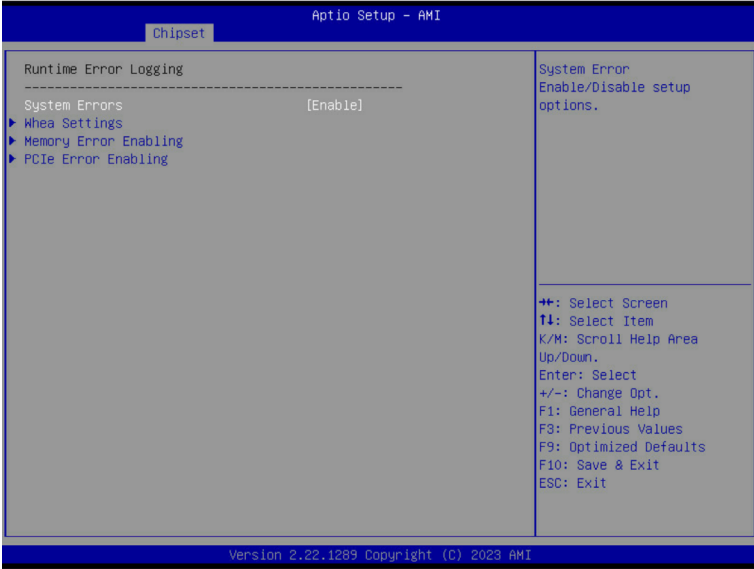 Aptio Setup – AMI
Chipset
Runtime Error Logging
--------------------------------------------------
System Errors [Enable]
Whea Settings
Memory Error Enabling
PCIe Error Enabling
System Error
Enable/Disable setup
options.
→←: Select Screen
↑↓: Select Item
K/M: Scroll Help Area
Up/Down.
Enter: Select
+/-: Change Opt.
F1: General Help
F3: Previous Values
F9: Optimized Defaults
F10: Save & Exit
ESC: Exit
Version 2.22.1289 Copyright (C) 2023 AMI